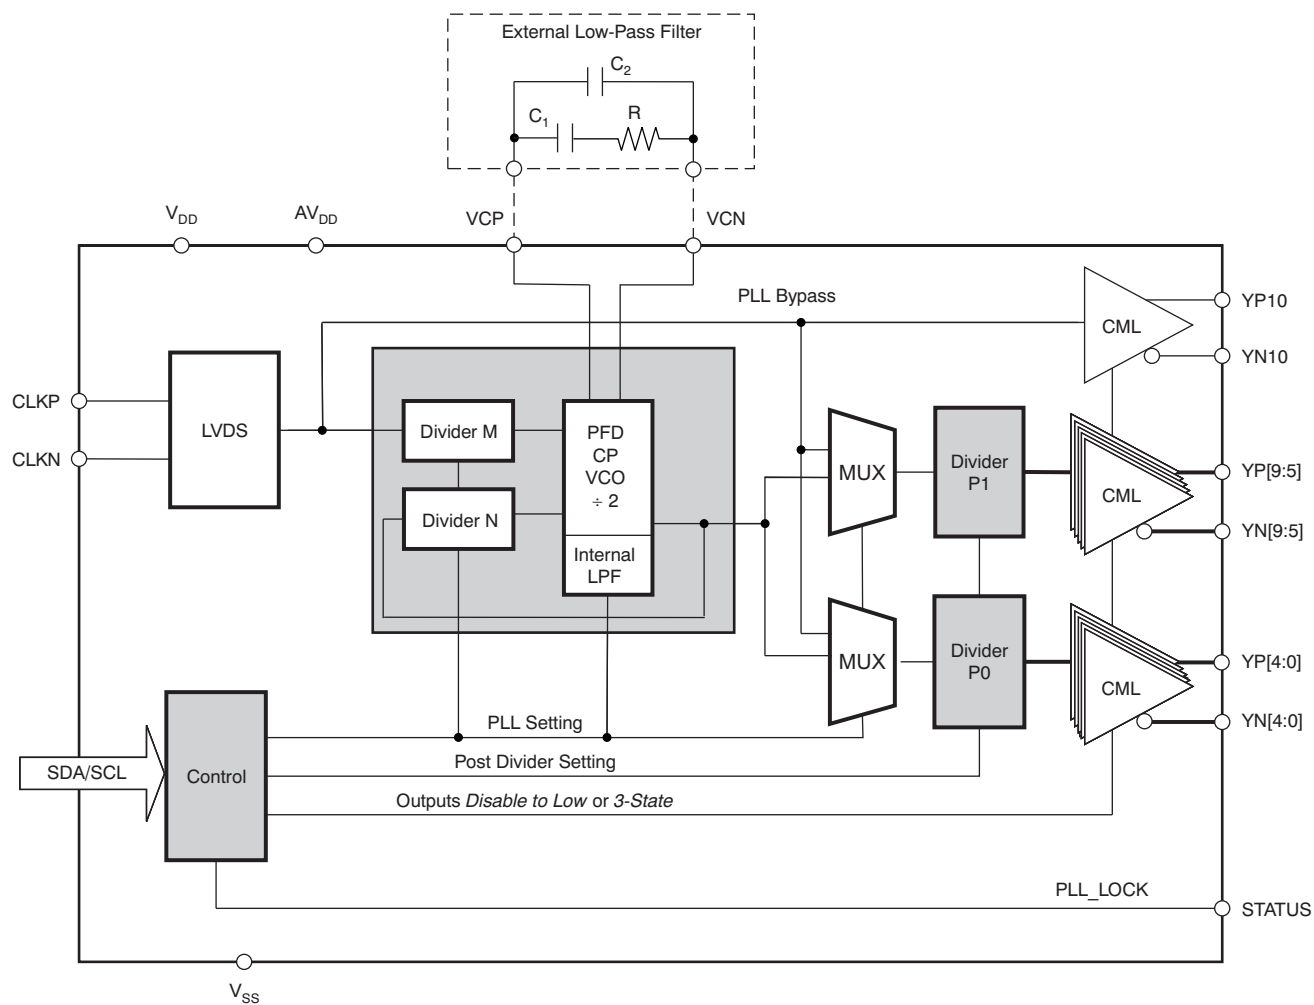 External Low-Pass Filter
C2
C1
R
VDD
AVDD
VCP
VCN
PLL Bypass
CML
YP10
YN10
CLKP
CLKN
LVDS
Divider M
Divider N
PFD
CP
VCO
÷ 2
Internal
LPF
MUX
Divider
P1
CML
YP[9:5]
YN[9:5]
MUX
Divider
P0
CML
YP[4:0]
YN[4:0]
SDA/SCL
Control
PLL Setting
Post Divider Setting
Outputs Disable to Low or 3-State
PLL_LOCK
STATUS
VSS